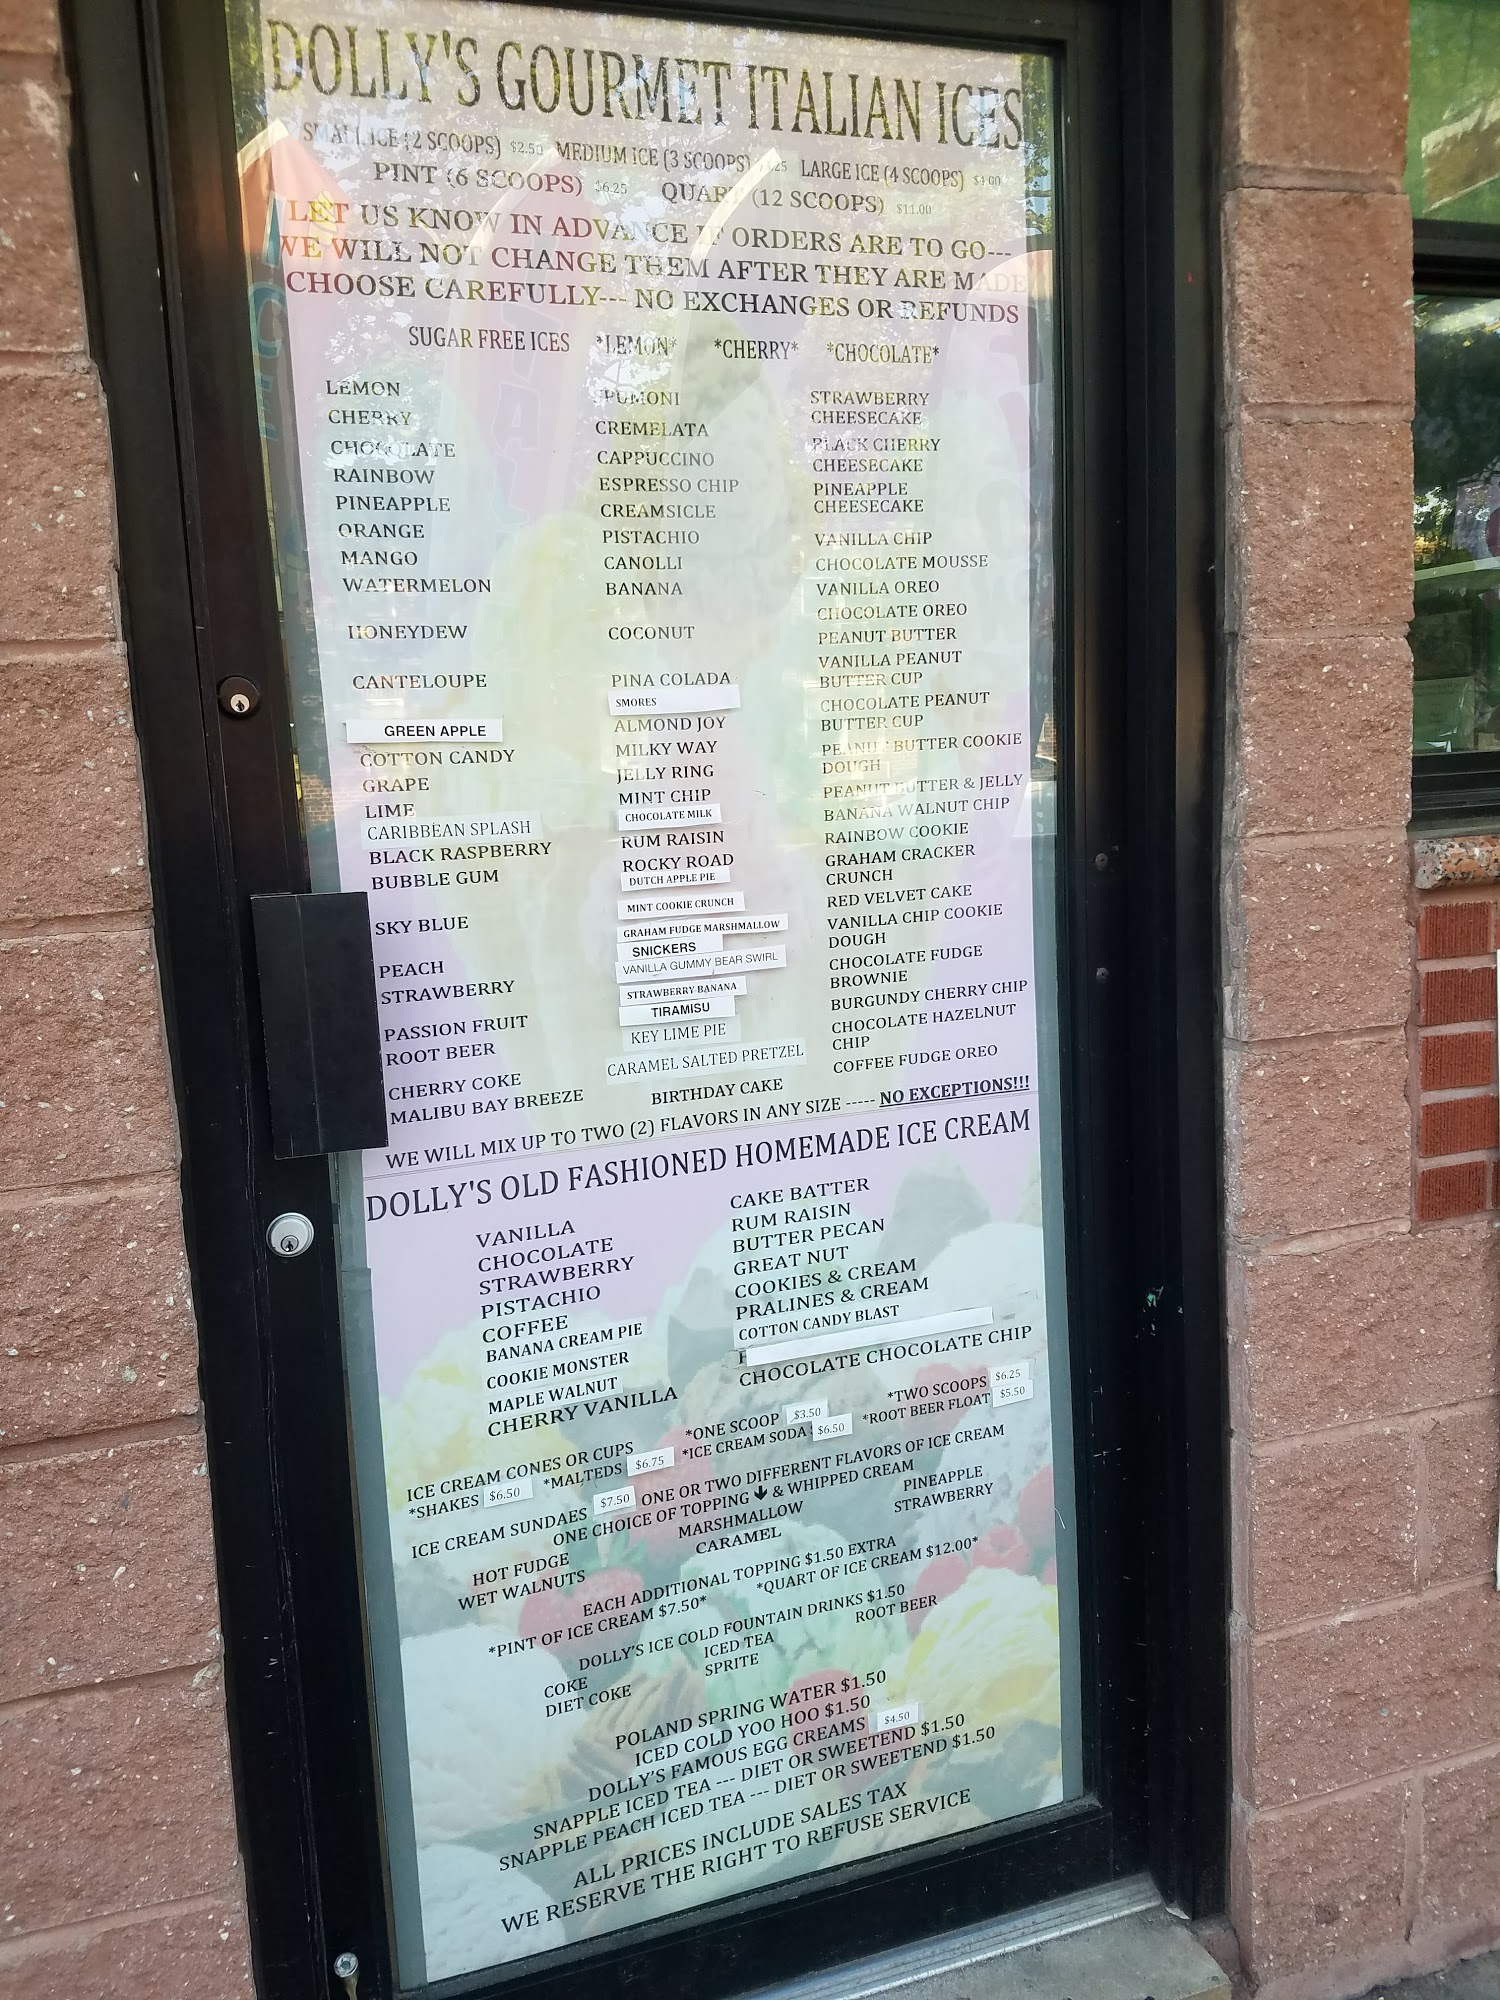 DOLLY'S GOURMET ITALIAN ICES
SMALL ICE (2 SCOOPS) $2.50 MEDIUM ICE (3 SCOOPS) LARGE ICE (4 SCOOPS)
PINT (6 SCOOPS) $6.25 QUART (12 SCOOPS) $11.00
LET US KNOW IN ADVANCE IF ORDERS ARE TO GO---
WE WILL NOT CHANGE THEM AFTER THEY ARE MADE
CHOOSE CAREFULLY--- NO EXCHANGES OR REFUNDS
SUGAR FREE ICES *LEMON* *CHERRY* *CHOCOLATE*
LEMON
CHERRY
CHOCOLATE
RAINBOW
PINEAPPLE
ORANGE
MANGO
WATERMELON
HONEYDEW
CANTELOUPE
GREEN APPLE
COTTON CANDY
GRAPE
LIME
CARIBBEAN SPLASH
BLACK RASPBERRY
BUBBLE GUM
SKY BLUE
PEACH
STRAWBERRY
PASSION FRUIT
ROOT BEER
CHERRY COKE
MALIBU BAY BREEZE
SPUMONI
CREMELATA
CAPPUCCINO
ESPRESSO CHIP
CREAMSICLE
PISTACHIO
CANOLLI
BANANA
COCONUT
PINA COLADA
SMORES
ALMOND JOY
MILKY WAY
JELLY RING
MINT CHIP
CHOCOLATE MILK
RUM RAISIN
ROCKY ROAD
DUTCH APPLE PIE
MINT COOKIE CRUNCH
GRAHAM FUDGE MARSHMALLOW
SNICKERS
VANILLA GUMMY BEAR SWIRL
STRAWBERRY BANANA
TIRAMISU
KEY LIME PIE
CARAMEL SALTED PRETZEL
BIRTHDAY CAKE
STRAWBERRY
CHEESECAKE
BLACK CHERRY
CHEESECAKE
PINEAPPLE
CHEESECAKE
VANILLA CHIP
CHOCOLATE MOUSSE
VANILLA OREO
CHOCOLATE OREO
PEANUT BUTTER
VANILLA PEANUT
BUTTER CUP
CHOCOLATE PEANUT
BUTTER CUP
PEANUT BUTTER COOKIE
DOUGH
PEANUT BUTTER & JELLY
BANANA WALNUT CHIP
RAINBOW COOKIE
GRAHAM CRACKER
CRUNCH
RED VELVET CAKE
VANILLA CHIP COOKIE
DOUGH
CHOCOLATE FUDGE
BROWNIE
BURGUNDY CHERRY CHIP
CHOCOLATE HAZELNUT
CHIP
COFFEE FUDGE OREO
WE WILL MIX UP TO TWO (2) FLAVORS IN ANY SIZE ----- NO EXCEPTIONS!!!
DOLLY'S OLD FASHIONED HOMEMADE ICE CREAM
VANILLA
CHOCOLATE
STRAWBERRY
PISTACHIO
COFFEE
BANANA CREAM PIE
COOKIE MONSTER
MAPLE WALNUT
CHERRY VANILLA
CAKE BATTER
RUM RAISIN
BUTTER PECAN
GREAT NUT
COOKIES & CREAM
PRALINES & CREAM
COTTON CANDY BLAST
CHOCOLATE CHOCOLATE CHIP
ICE CREAM CONES OR CUPS *ONE SCOOP $3.50 *TWO SCOOPS $6.25
*SHAKES $6.50 *MALTEDS $6.75 *ICE CREAM SODA $6.50 *ROOT BEER FLOAT $5.50
ICE CREAM SUNDAES $7.50 ONE OR TWO DIFFERENT FLAVORS OF ICE CREAM
ONE CHOICE OF TOPPING & WHIPPED CREAM
HOT FUDGE MARSHMALLOW PINEAPPLE
WET WALNUTS CARAMEL STRAWBERRY
EACH ADDITIONAL TOPPING $1.50 EXTRA
*PINT OF ICE CREAM $7.50* *QUART OF ICE CREAM $12.00*
DOLLY'S ICE COLD FOUNTAIN DRINKS $1.50
COKE ICED TEA ROOT BEER
DIET COKE SPRITE
POLAND SPRING WATER $1.50
ICED COLD YOO HOO $1.50
DOLLY'S FAMOUS EGG CREAMS $4.50
SNAPPLE ICED TEA --- DIET OR SWEETEND $1.50
SNAPPLE PEACH ICED TEA --- DIET OR SWEETEND $1.50
ALL PRICES INCLUDE SALES TAX
WE RESERVE THE RIGHT TO REFUSE SERVICE